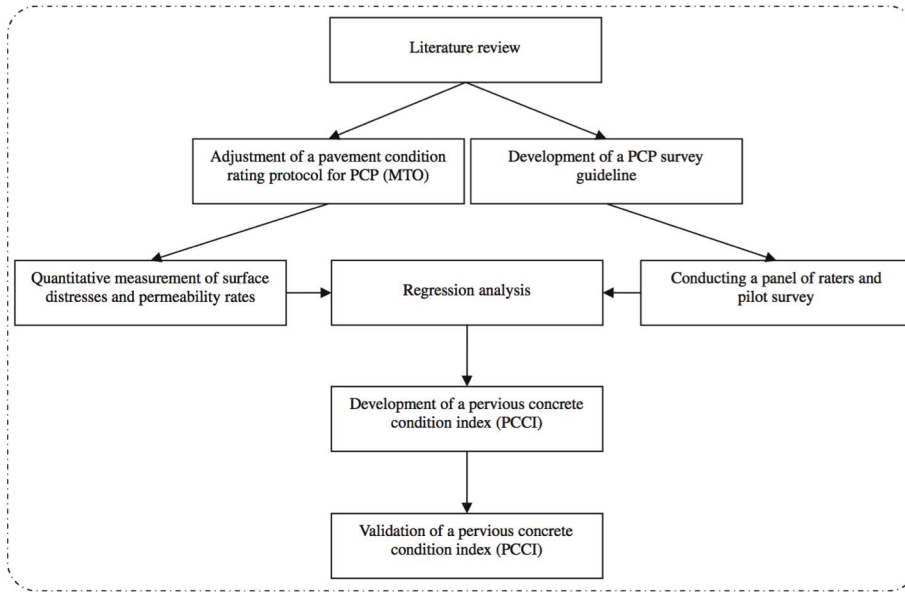 Literature review
Adjustment of a pavement condition
rating protocol for PCP (MTO)
Development of a PCP survey
guideline
Quantitative measurement of surface
distresses and permeability rates
Regression analysis
Conducting a panel of raters and
pilot survey
Development of a pervious concrete
condition index (PCCI)
Validation of a pervious concrete
condition index (PCCI)